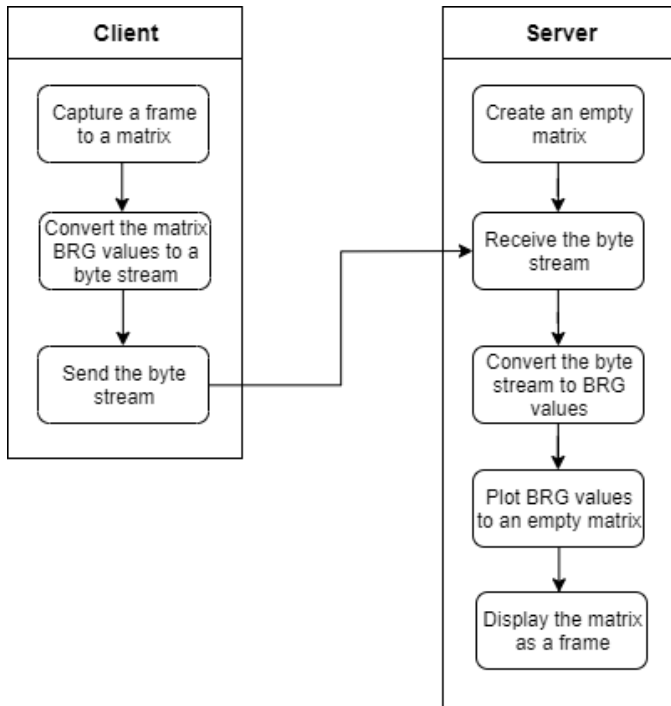 Client
Capture a frame
to a matrix
Convert the matrix
BRG values to a
byte stream
Send the byte
stream
Server
Create an empty
matrix
Receive the byte
stream
Convert the byte
stream to BRG
values
Plot BRG values
to an empty matrix
Display the matrix
as a frame